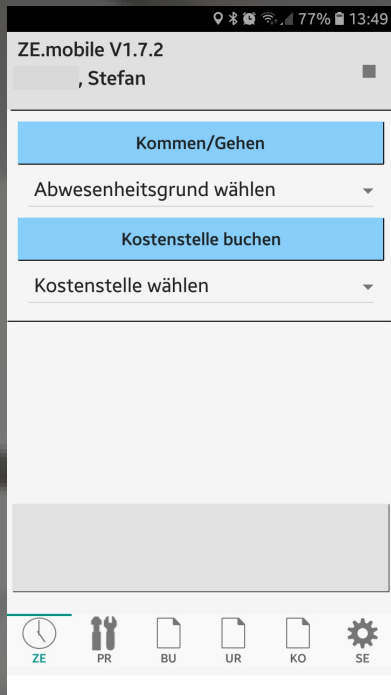 77% 13:49
ZE.mobile V1.7.2
, Stefan
Kommen/Gehen
Abwesenheitsgrund wählen
Kostenstelle buchen
Kostenstelle wählen
ZE PR BU UR KO SE